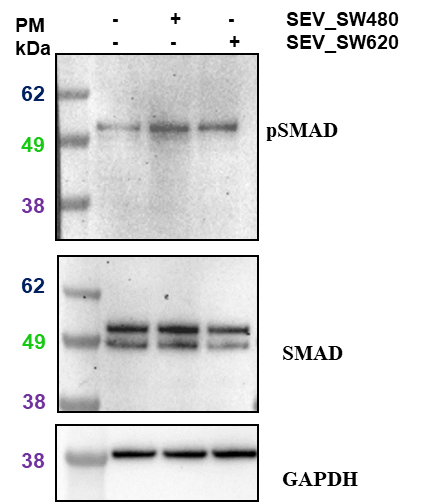 PM - + - SEV_SW480
kDa - - + SEV_SW620
62
pSMAD
49
38
62
49
SMAD
38
38
GAPDH